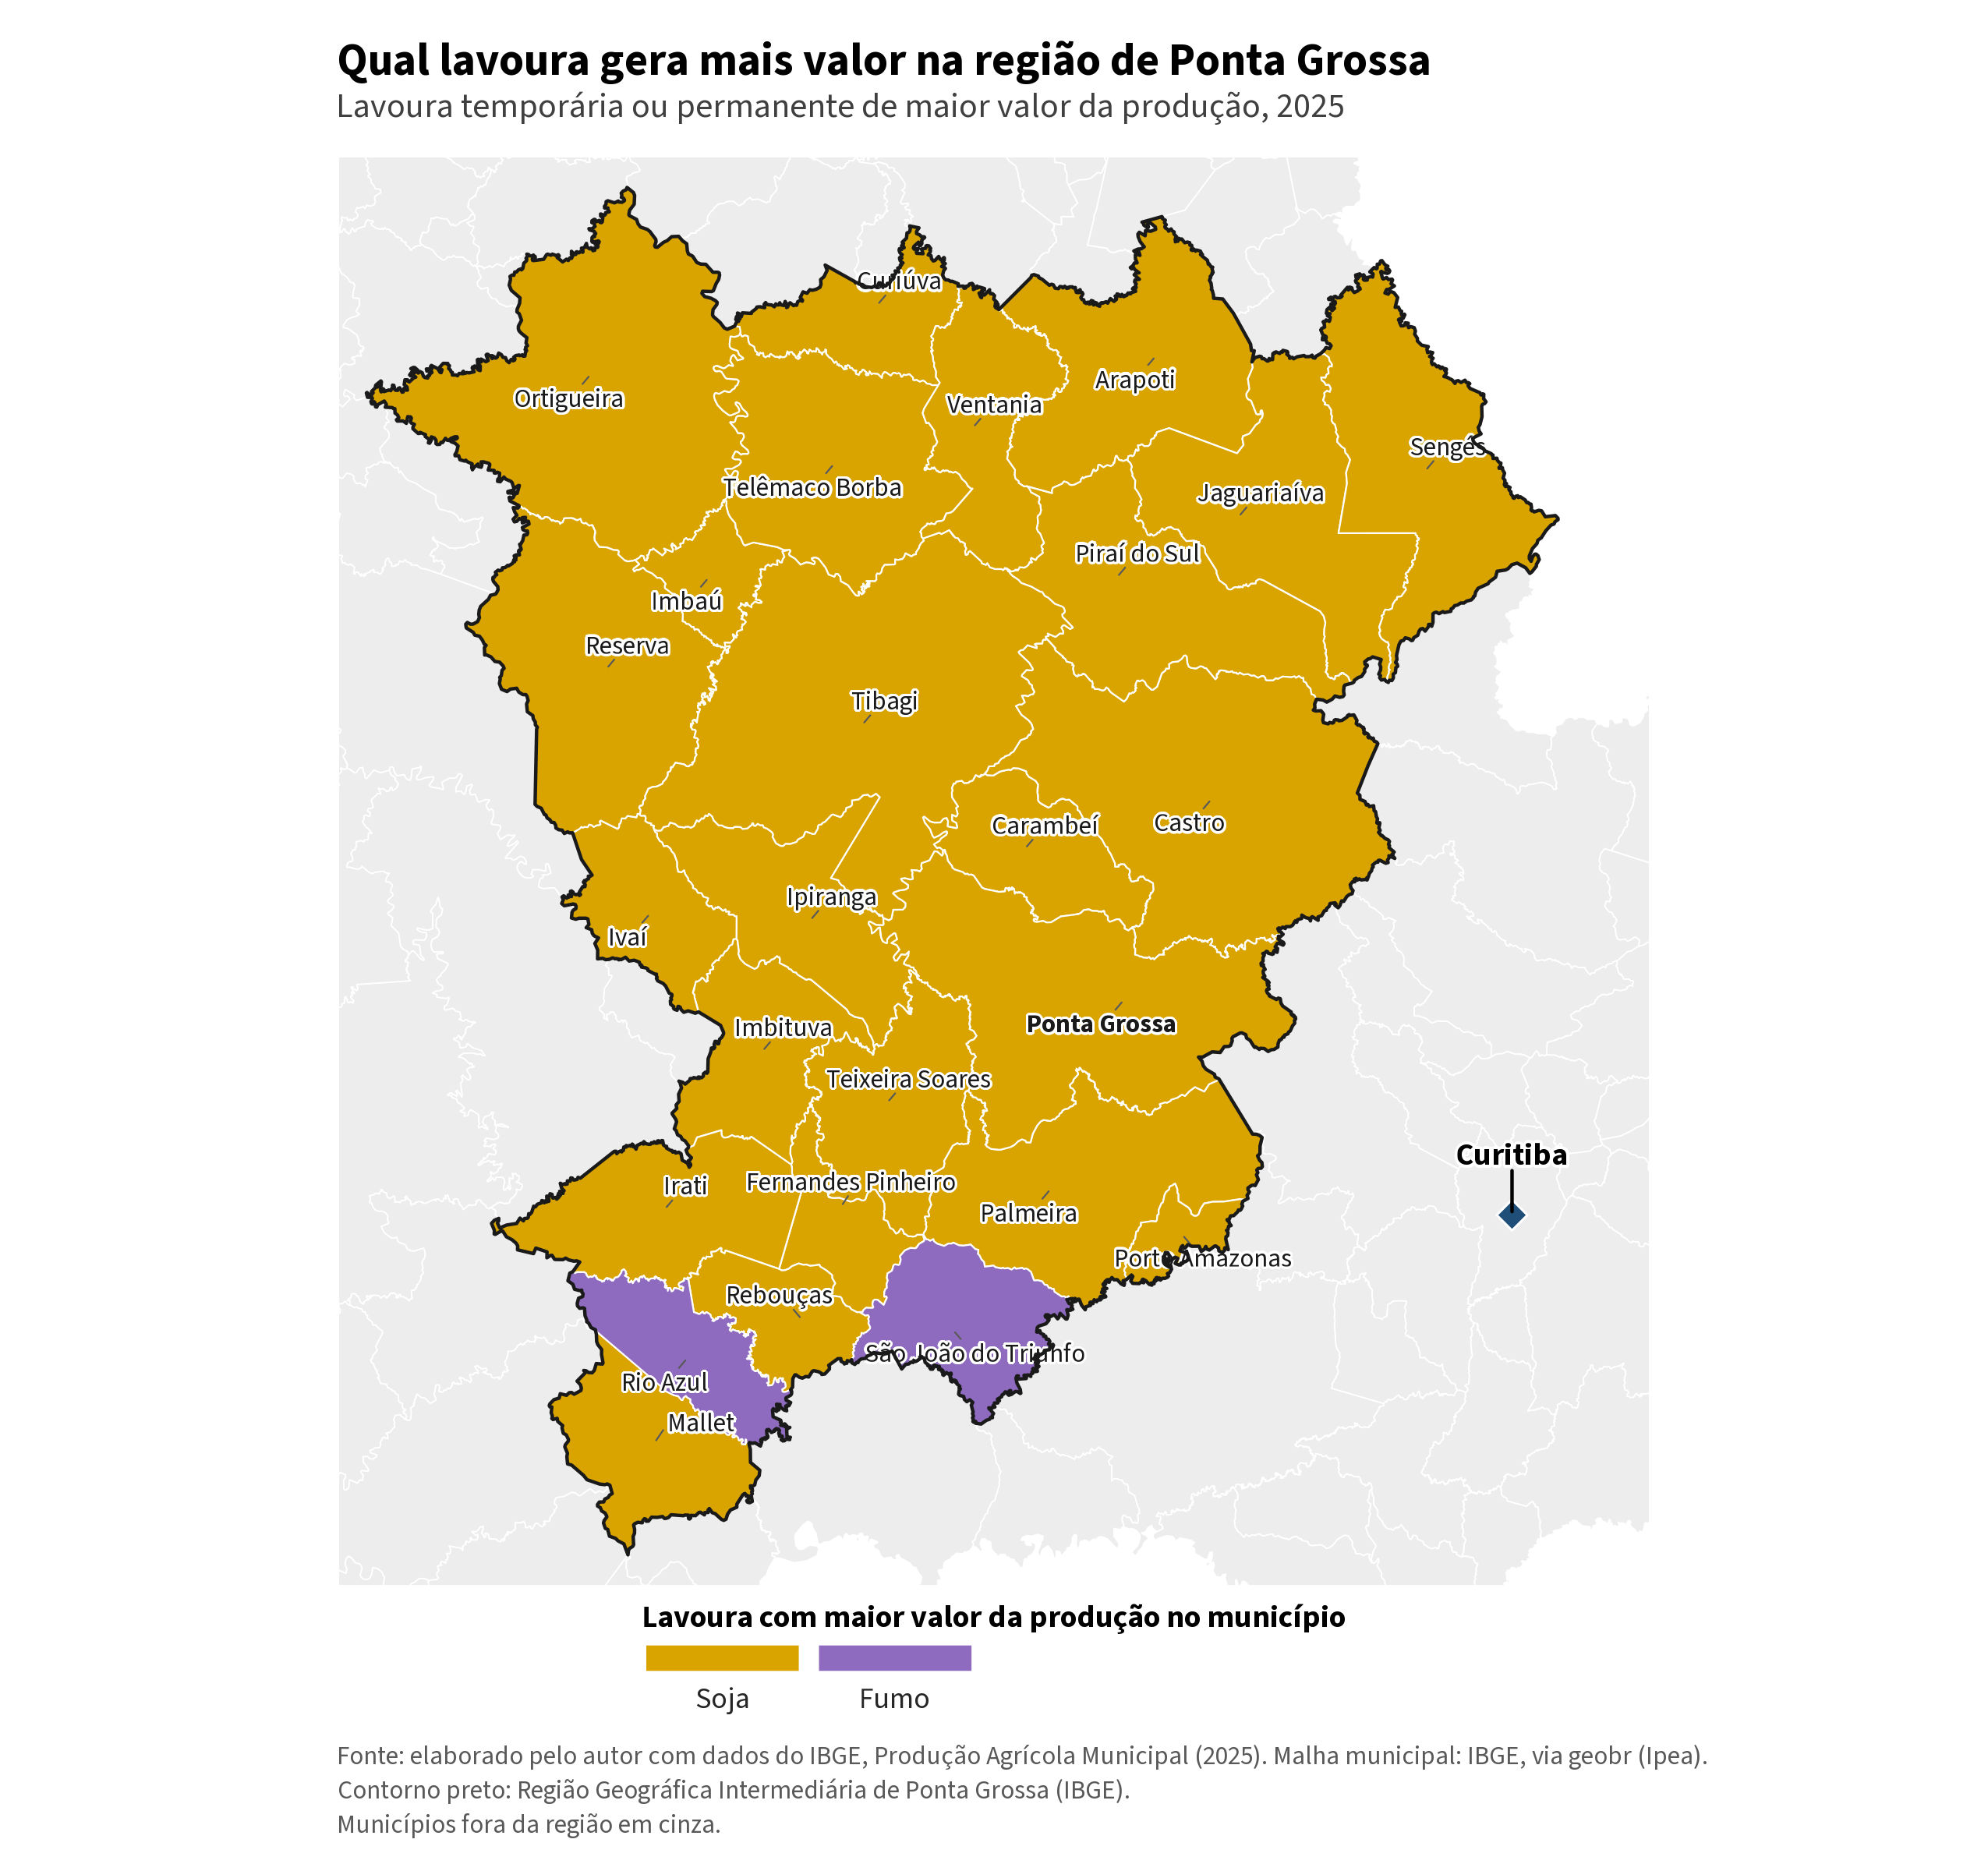 Qual lavoura gera mais valor na região de Ponta Grossa
Lavoura temporária ou permanente de maior valor da produção, 2025
Curiúva
Arapoti
Ortigueira
Ventania
Sengés
Telêmaco Borba
Jaguariaíva
Piraí do Sul
Imbaú
Reserva
Tibagi
Carambeí
Castro
Ipiranga
Ivaí
Ponta Grossa
Imbituva
Teixeira Soares
Curitiba
Fernandes Pinheiro
Irati
Palmeira
Porto Amazonas
Rebouças
São João do Triunfo
Rio Azul
Mallet
Lavoura com maior valor da produção no município
Soja
Fumo
Fonte: elaborado pelo autor com dados do IBGE, Produção Agrícola Municipal (2025). Malha municipal: IBGE, via geobr (Ipea).
Contorno preto: Região Geográfica Intermediária de Ponta Grossa (IBGE).
Municípios fora da região em cinza.